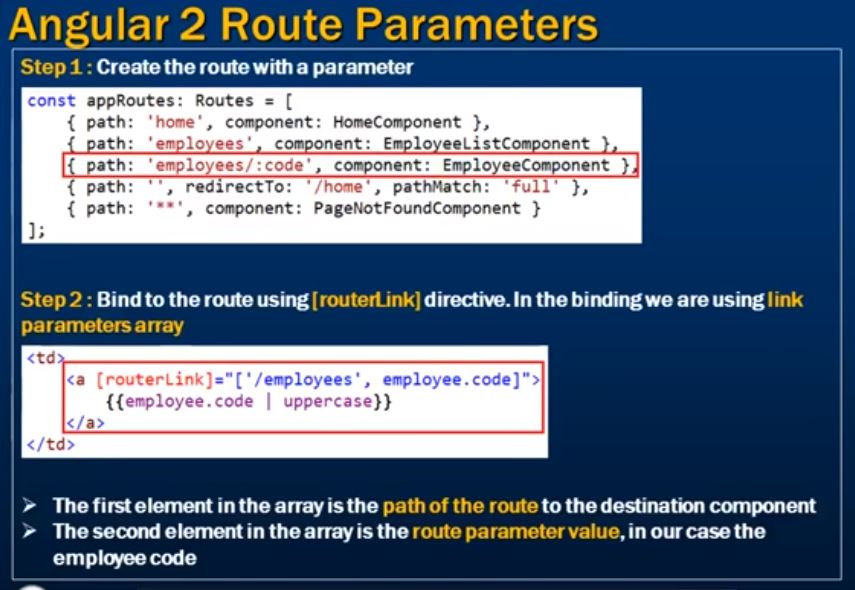 Angular 2 Route Parameters
Step 1 : Create the route with a parameter
const appRoutes: Routes = [
{ path: 'home', component: HomeComponent },
{ path: 'employees', component: EmployeeListComponent },
{ path: 'employees/:code', component: EmployeeComponent },
{ path: '', redirectTo: '/home', pathMatch: 'full' },
{ path: '**', component: PageNotFoundComponent }
];
Step 2 : Bind to the route using [routerLink] directive. In the binding we are using link
parameters array
<td>
<a [routerLink]="['/employees', employee.code]">
{{employee.code | uppercase}}
</a>
</td>
➢ The first element in the array is the path of the route to the destination component
➢ The second element in the array is the route parameter value, in our case the
employee code